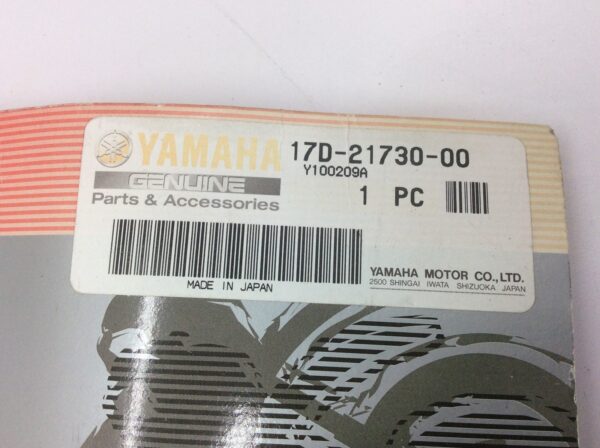 YAMAHA 17D-21730-00
Y100209A
GENUINE
1 PC
Parts & Accessories
YAMAHA MOTOR CO.,LTD.
2500 SHINGAI IWATA SHIZUOKA JAPAN
MADE IN JAPAN